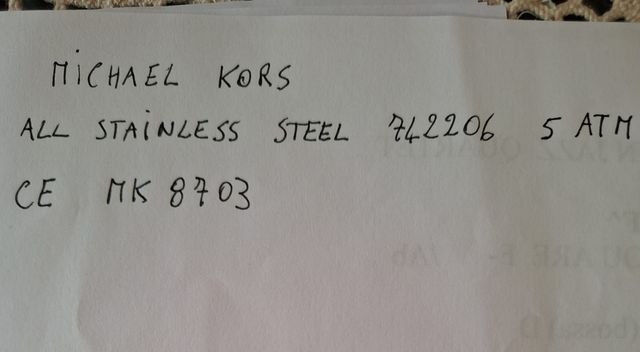 MiCHAEL KORS
ALL STAiNLESS STEEL 742206 5 ATM
CE MK 8703